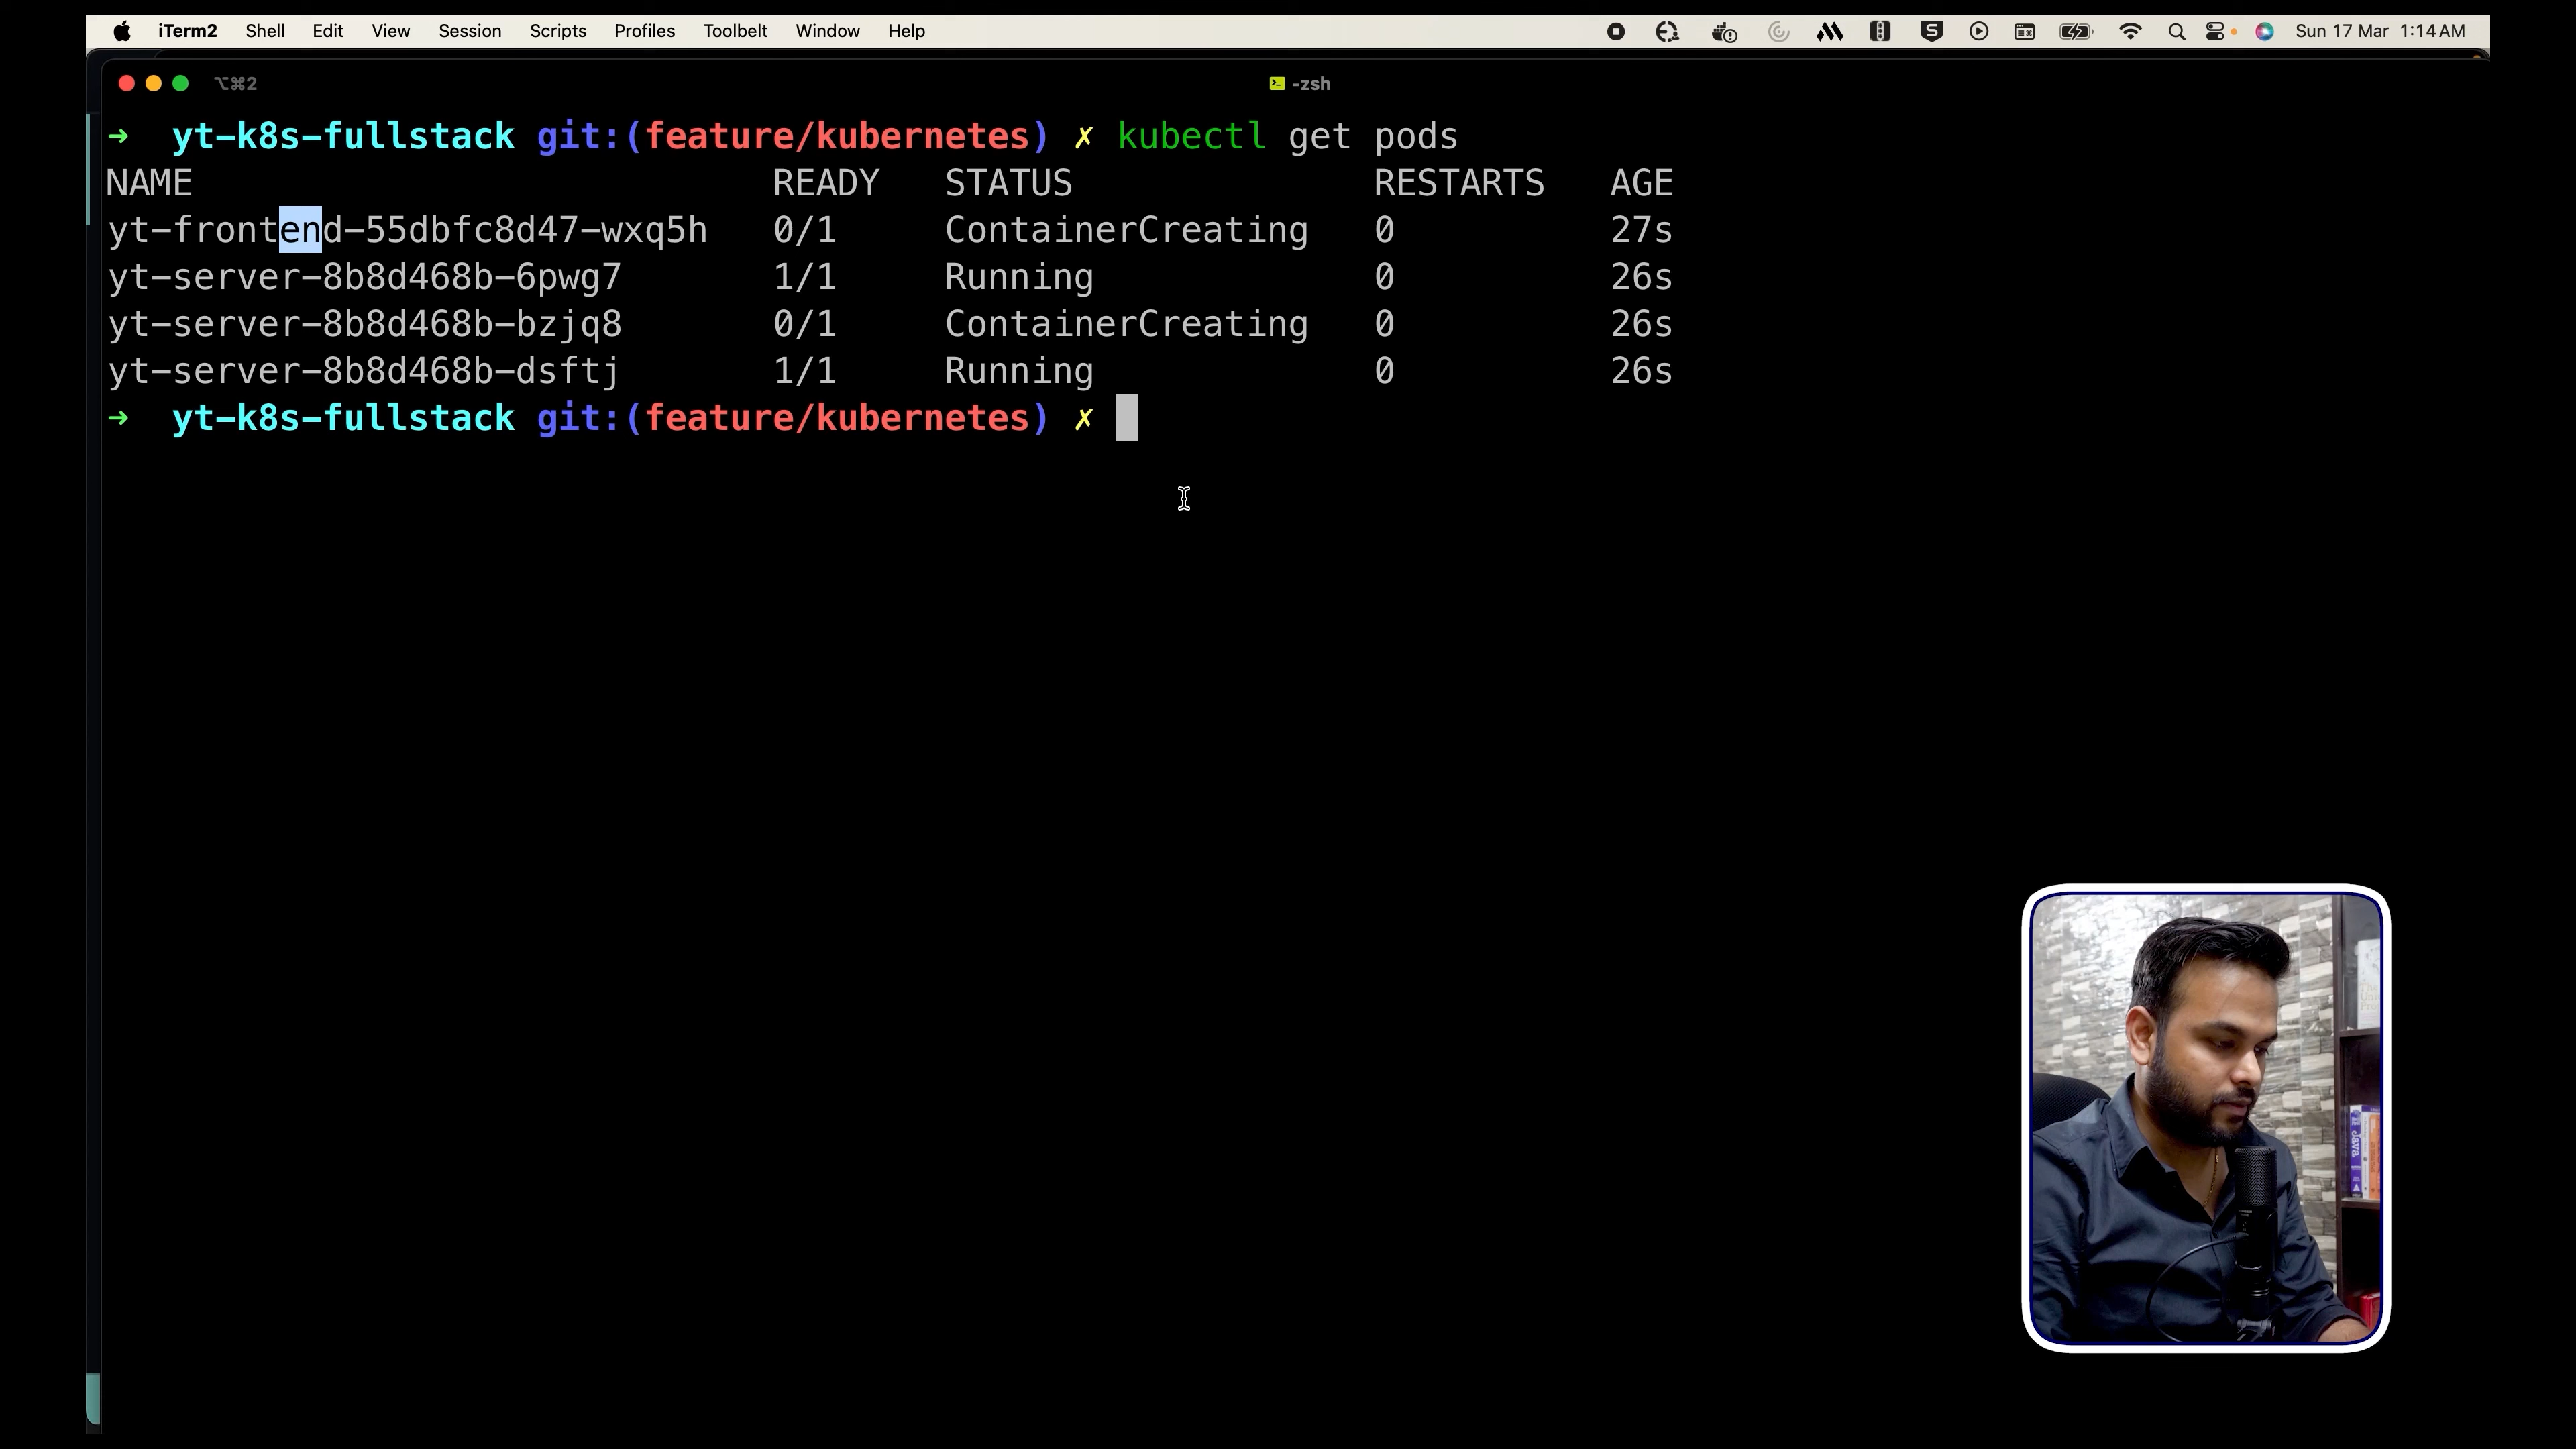 iTerm2 Shell Edit View Session Scripts Profiles Toolbelt Window Help Sun 17 Mar 1:14 AM
⌥⌘2 -zsh
➜ yt-k8s-fullstack git:(feature/kubernetes) ✗ kubectl get pods
NAME READY STATUS RESTARTS AGE
yt-frontend-55dbfc8d47-wxq5h 0/1 ContainerCreating 0 27s
yt-server-8b8d468b-6pwg7 1/1 Running 0 26s
yt-server-8b8d468b-bzjq8 0/1 ContainerCreating 0 26s
yt-server-8b8d468b-dsftj 1/1 Running 0 26s
➜ yt-k8s-fullstack git:(feature/kubernetes) ✗
Java